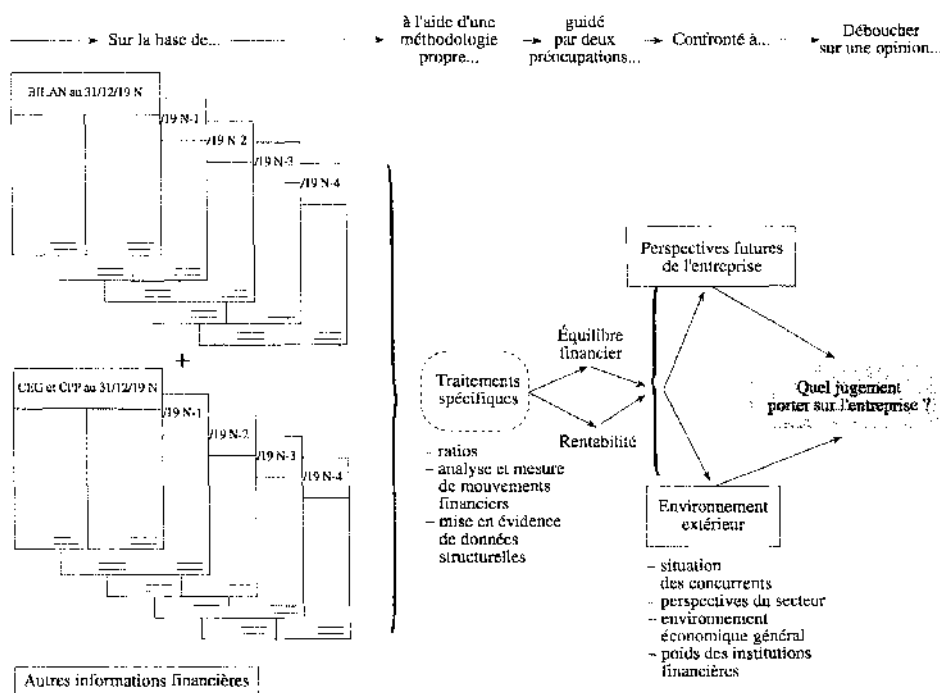 Sur la base de...
à l'aide d'une
méthodologie
propre...
guidé
par deux
préocupations...
Confronté à...
Déboucher
sur une opinion...
BILAN au 31/12/19 N
/19 N-1
/19 N-2
/19 N-3
/19 N-4
+
CEG et CPP au 31/12/19 N
/19 N-1
/19 N-2
/19 N-3
/19 N-4
Autres informations financières
Traitements
spécifiques
– ratios
– analyse et mesure
de mouvements
financiers
– mise en évidence
de données
structurelles
Équilibre
financier
Rentabilité
Perspectives futures
de l'entreprise
Environnement
extérieur
– situation
des concurrents
– perspectives du secteur
– environnement
économique général
– poids des institutions
financières
Quel jugement
porter sur l'entreprise ?